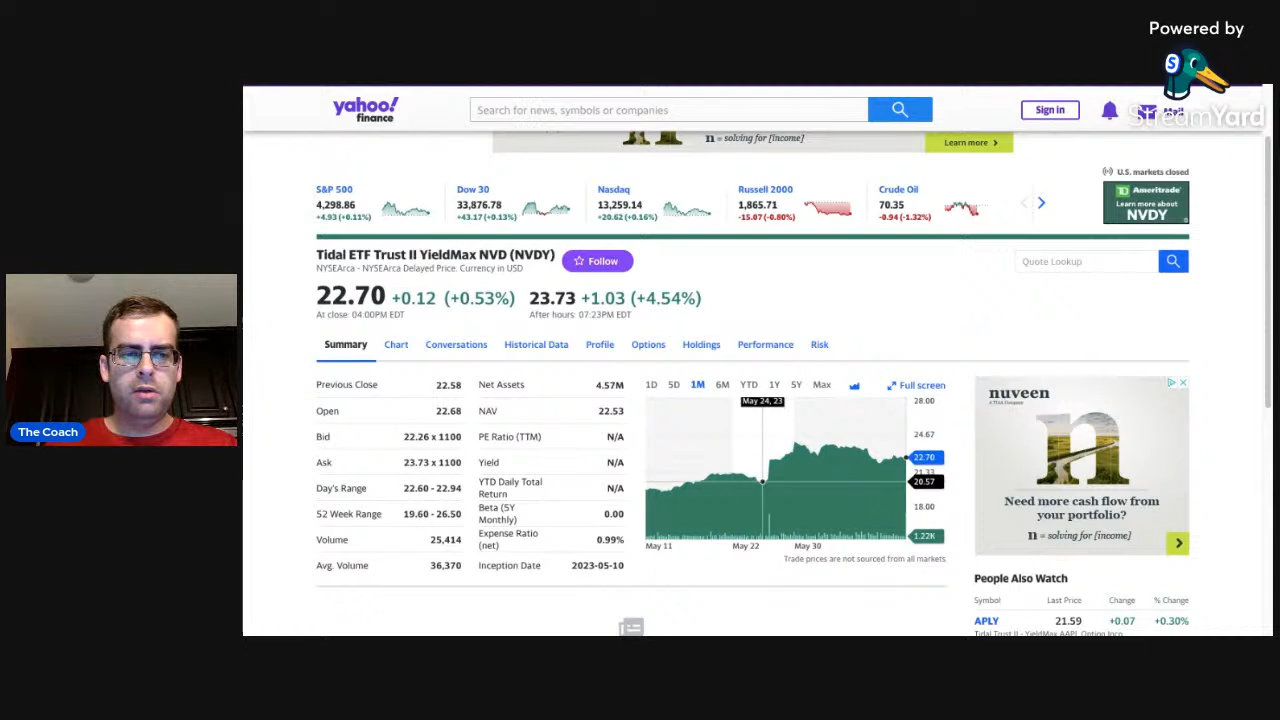 Powered by
S
StreamYard
yahoo!
finance
Search for news, symbols or companies
Sign in
Mail
n = solving for [income]
Learn more
U.S. markets closed
S&P 500
4,298.86
+4.93 (+0.11%)
Dow 30
33,876.78
+43.17 (+0.13%)
Nasdaq
13,259.14
+20.62 (+0.16%)
Russell 2000
1,865.71
-15.07 (-0.80%)
Crude Oil
70.35
-0.94 (-1.32%)
TD Ameritrade
Learn more about
NVDY
Tidal ETF Trust II YieldMax NVD (NVDY)
Follow
NYSEArca - NYSEArca Delayed Price. Currency in USD
Quote Lookup
22.70 +0.12 (+0.53%) 23.73 +1.03 (+4.54%)
At close: 04:00PM EDT After hours: 07:23PM EDT
Summary Chart Conversations Historical Data Profile Options Holdings Performance Risk
Previous Close 22.58
Open 22.68
Bid 22.26 x 1100
Ask 23.73 x 1100
Day's Range 22.60 - 22.94
52 Week Range 19.60 - 26.50
Volume 25,414
Avg. Volume 36,370
Net Assets 4.57M
NAV 22.53
PE Ratio (TTM) N/A
Yield N/A
YTD Daily Total
Return N/A
Beta (5Y
Monthly) 0.00
Expense Ratio
(net) 0.99%
Inception Date 2023-05-10
1D 5D 1M 6M YTD 1Y 5Y Max
Full screen
May 24, 23
28.00
24.67
22.70
21.33
20.57
18.00
1.22K
May 11 May 22 May 30
Trade prices are not sourced from all markets
nuveen
A TIAA Company
n
Need more cash flow from
your portfolio?
n = solving for [income]
People Also Watch
Symbol Last Price Change % Change
APLY 21.59 +0.07 +0.30%
Tidal Trust II - YieldMax AAPL Option Inco
The Coach